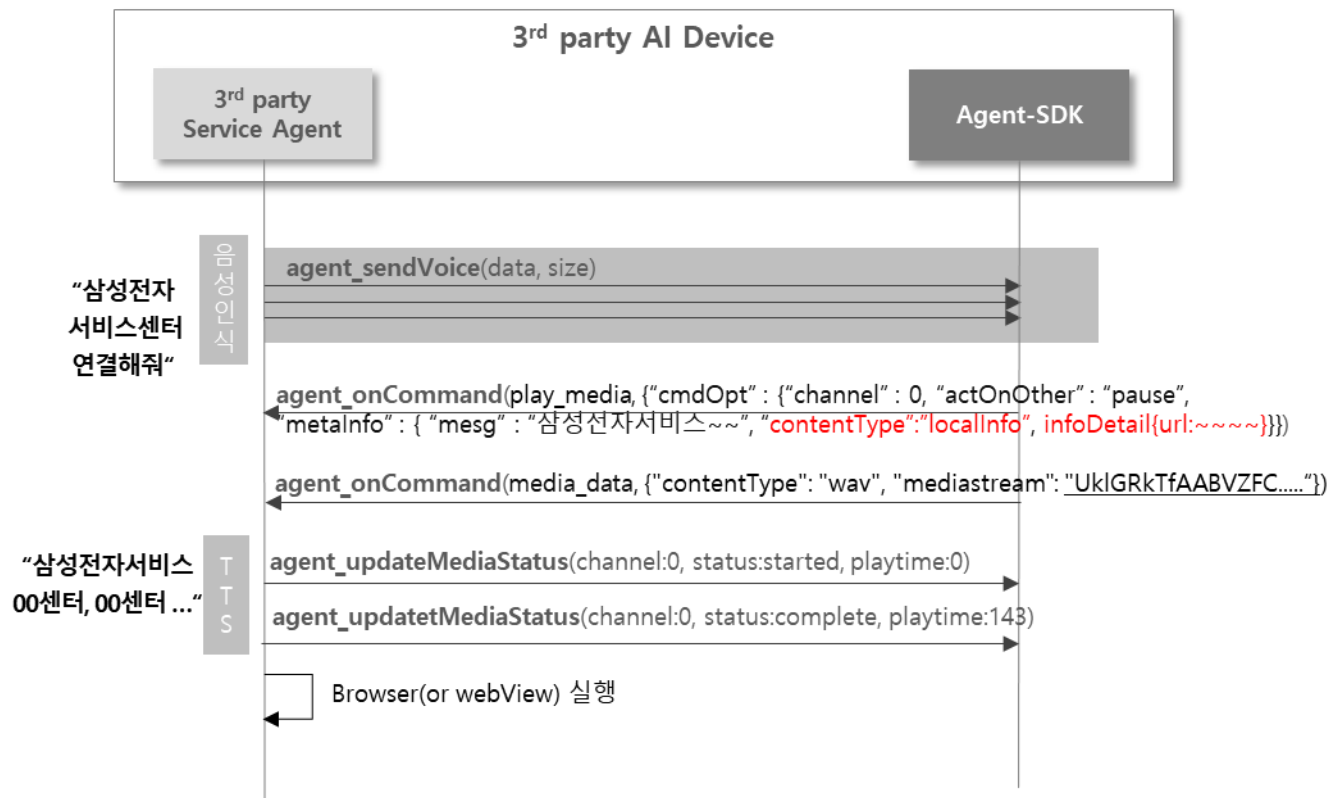 3rd party AI Device
3rd party
Service Agent
Agent-SDK
음성인식
agent_sendVoice(data, size)
“삼성전자
서비스센터
연결해줘“
agent_onCommand(play_media, {“cmdOpt” : {“channel” : 0, “actOnOther” : “pause”,
“metaInfo” : { “mesg” : “삼성전자서비스~~”, “contentType”:”localInfo”, infoDetail{url:~~~~}}})
agent_onCommand(media_data, {"contentType": "wav", "mediastream": "UklGRkTfAABVZFC.....“})
“삼성전자서비스
00센터, 00센터 ...“
TTS
agent_updateMediaStatus(channel:0, status:started, playtime:0)
agent_updatetMediaStatus(channel:0, status:complete, playtime:143)
Browser(or webView) 실행